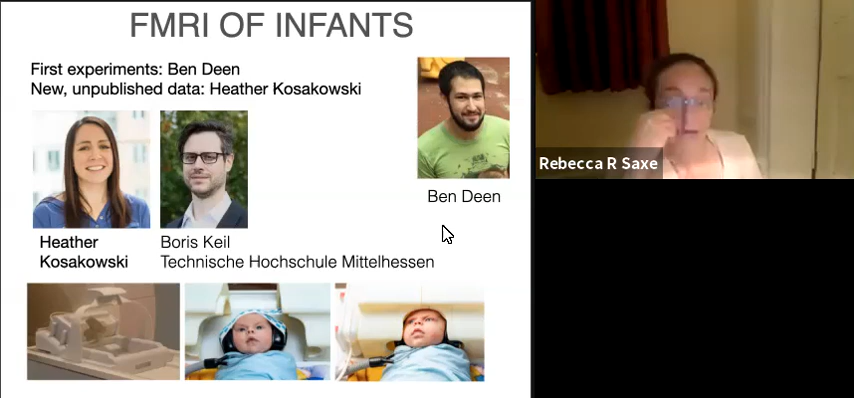 FMRI OF INFANTS
First experiments: Ben Deen
New, unpublished data: Heather Kosakowski
Ben Deen
Heather
Kosakowski
Boris Keil
Technische Hochschule Mittelhessen
Rebecca R Saxe